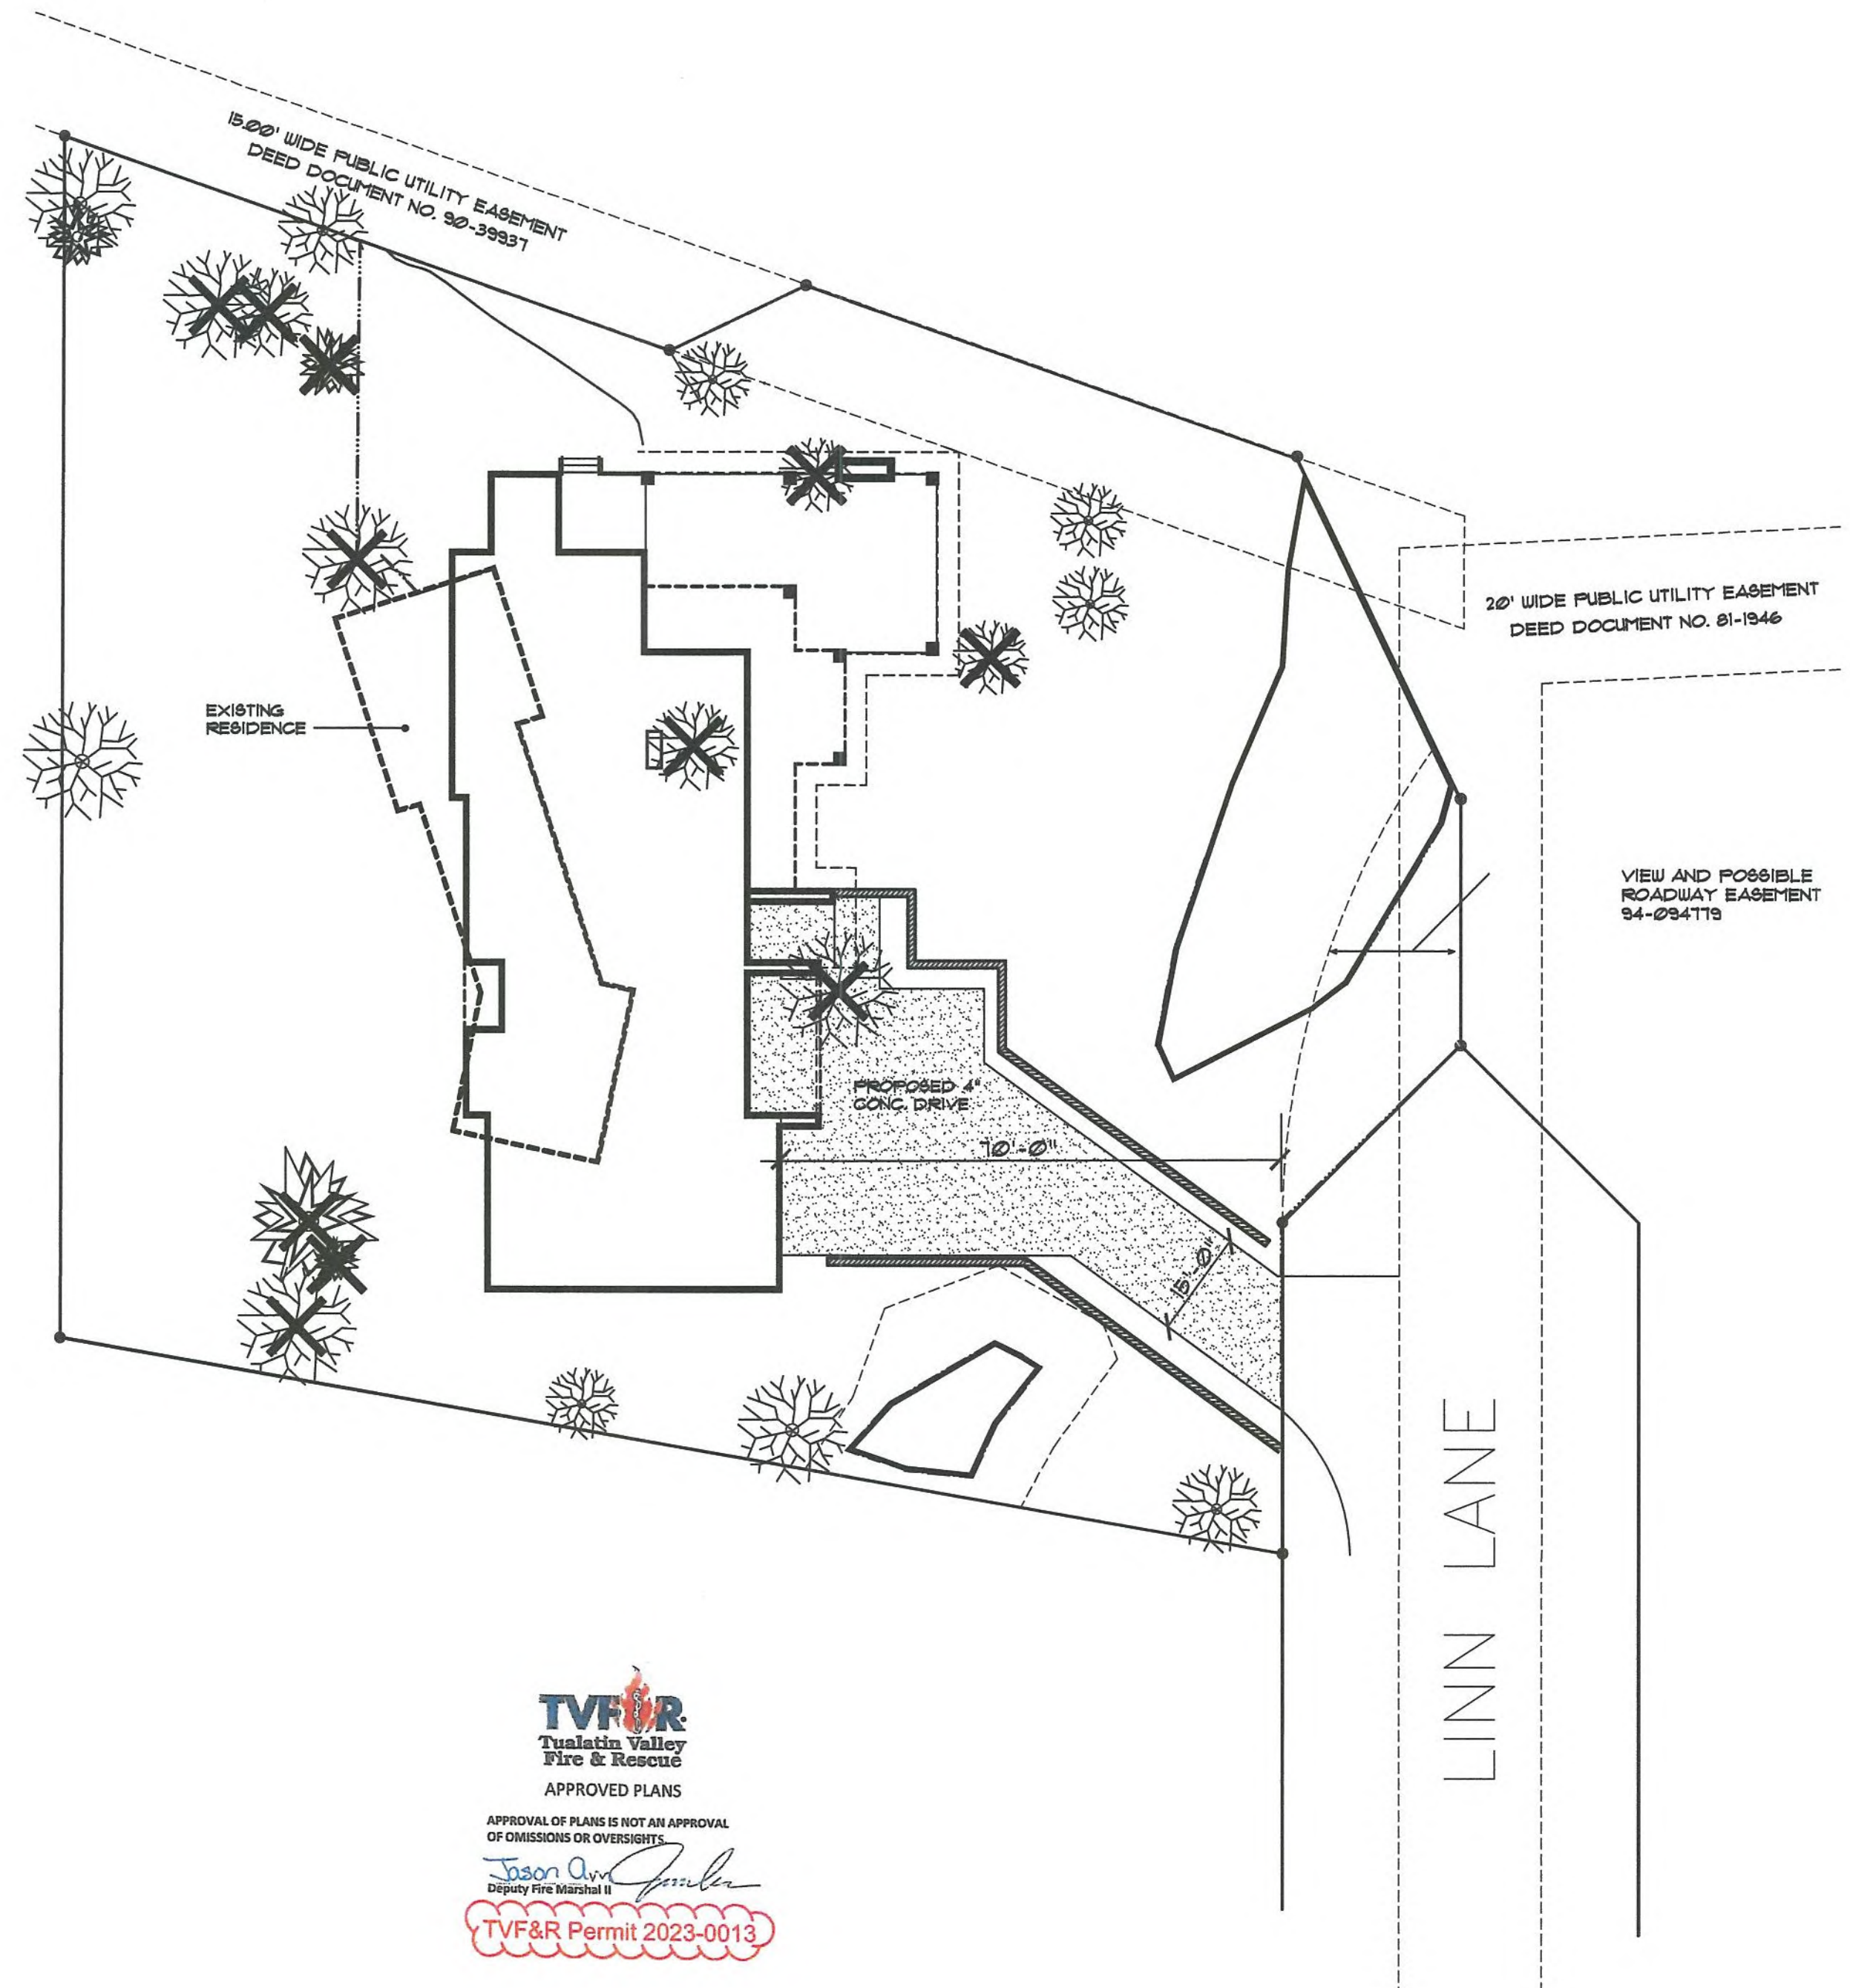 15.00' WIDE PUBLIC UTILITY EASEMENT
DEED DOCUMENT NO. 90-39937
20' WIDE PUBLIC UTILITY EASEMENT
DEED DOCUMENT NO. 81-1946
EXISTING
RESIDENCE
VIEW AND POSSIBLE
ROADWAY EASEMENT
94-094779
PROPOSED 4"
CONC. DRIVE
70'-0"
15'-0"
LINN LANE
TVF&R
Tualatin Valley
Fire & Rescue
APPROVED PLANS
APPROVAL OF PLANS IS NOT AN APPROVAL
OF OMISSIONS OR OVERSIGHTS.
Jason
Deputy Fire Marshal II
TVF&R Permit 2023-0013